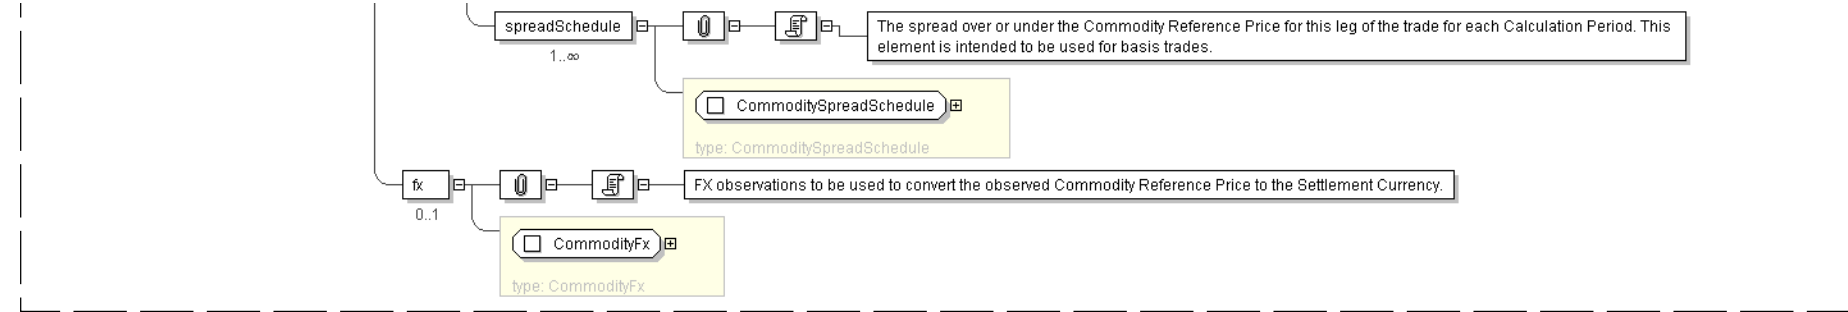 spreadSchedule
1..∞
The spread over or under the Commodity Reference Price for this leg of the trade for each Calculation Period. This
element is intended to be used for basis trades.
CommoditySpreadSchedule
type: CommoditySpreadSchedule
fx
0..1
FX observations to be used to convert the observed Commodity Reference Price to the Settlement Currency.
CommodityFx
type: CommodityFx